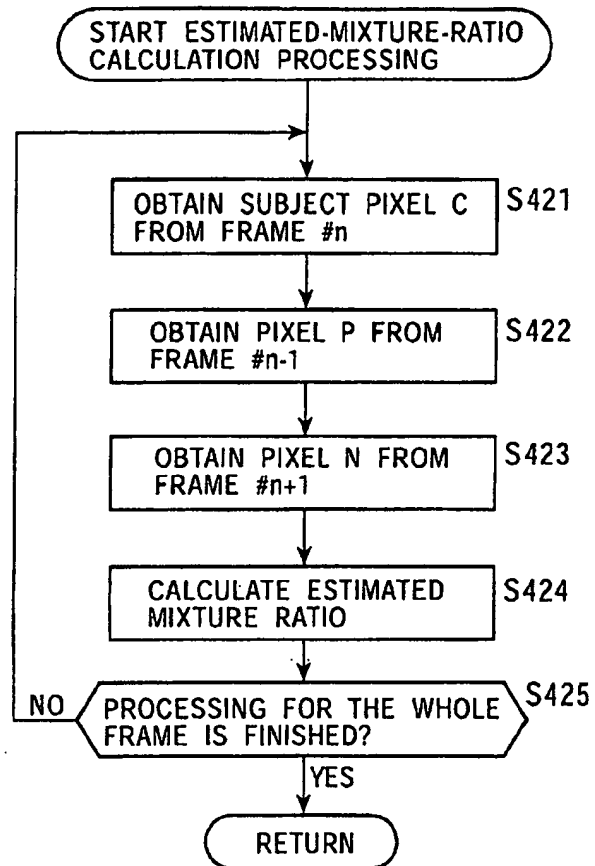 START ESTIMATED-MIXTURE-RATIO
CALCULATION PROCESSING
OBTAIN SUBJECT PIXEL C
FROM FRAME #n
S421
OBTAIN PIXEL P FROM
FRAME #n-1
S422
OBTAIN PIXEL N FROM
FRAME #n+1
S423
CALCULATE ESTIMATED
MIXTURE RATIO
S424
PROCESSING FOR THE WHOLE
FRAME IS FINISHED?
S425
NO
YES
RETURN